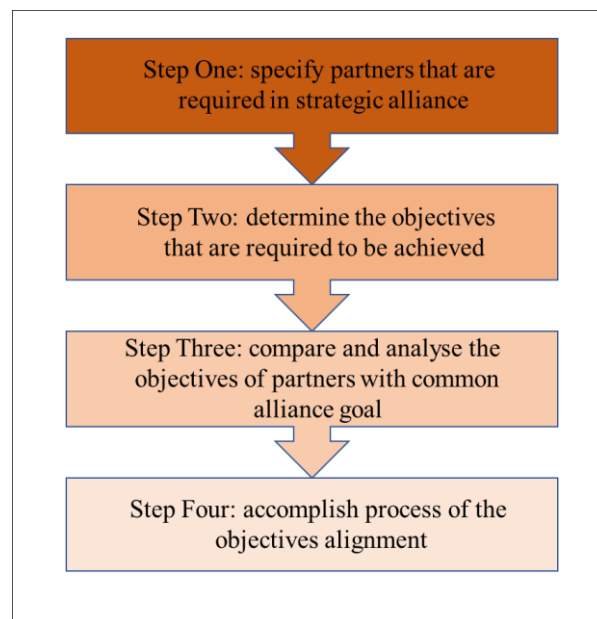 Step One: specify partners that are
required in strategic alliance
Step Two: determine the objectives
that are required to be achieved
Step Three: compare and analyse the
objectives of partners with common
alliance goal
Step Four: accomplish process of the
objectives alignment